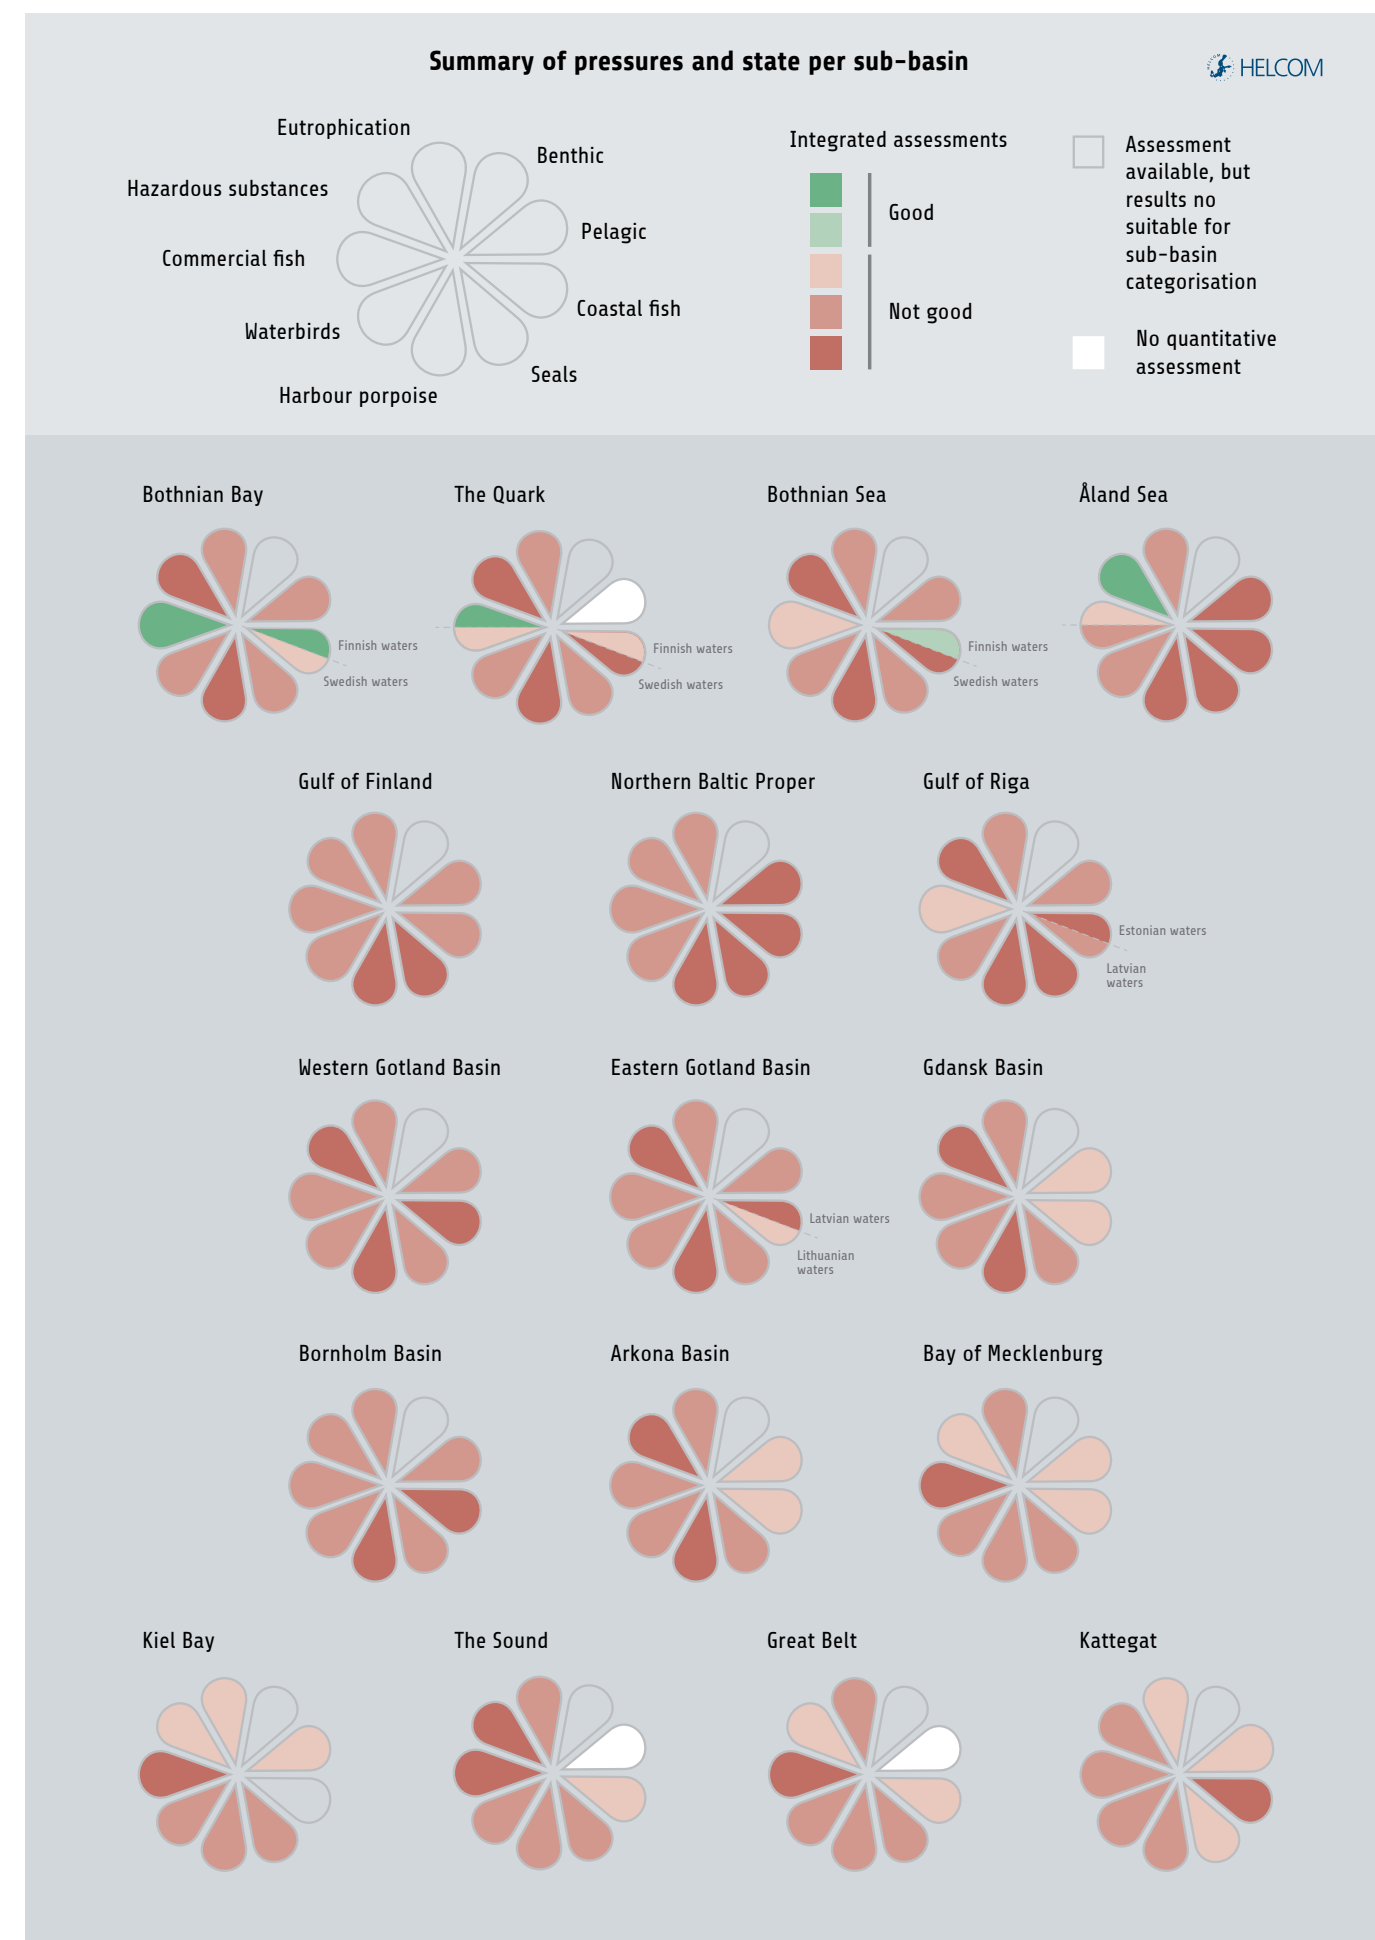 Summary of pressures and state per sub-basin
HELCOM
Eutrophication
Benthic
Hazardous substances
Pelagic
Commercial fish
Coastal fish
Waterbirds
Seals
Harbour porpoise
Integrated assessments
Good
Not good
Assessment
available, but
results no
suitable for
sub-basin
categorisation
No quantitative
assessment
Bothnian Bay
The Quark
Bothnian Sea
Åland Sea
Finnish waters
Swedish waters
Finnish waters
Swedish waters
Finnish waters
Swedish waters
Gulf of Finland
Northern Baltic Proper
Gulf of Riga
Estonian waters
Latvian
waters
Western Gotland Basin
Eastern Gotland Basin
Gdansk Basin
Latvian waters
Lithuanian
waters
Bornholm Basin
Arkona Basin
Bay of Mecklenburg
Kiel Bay
The Sound
Great Belt
Kattegat